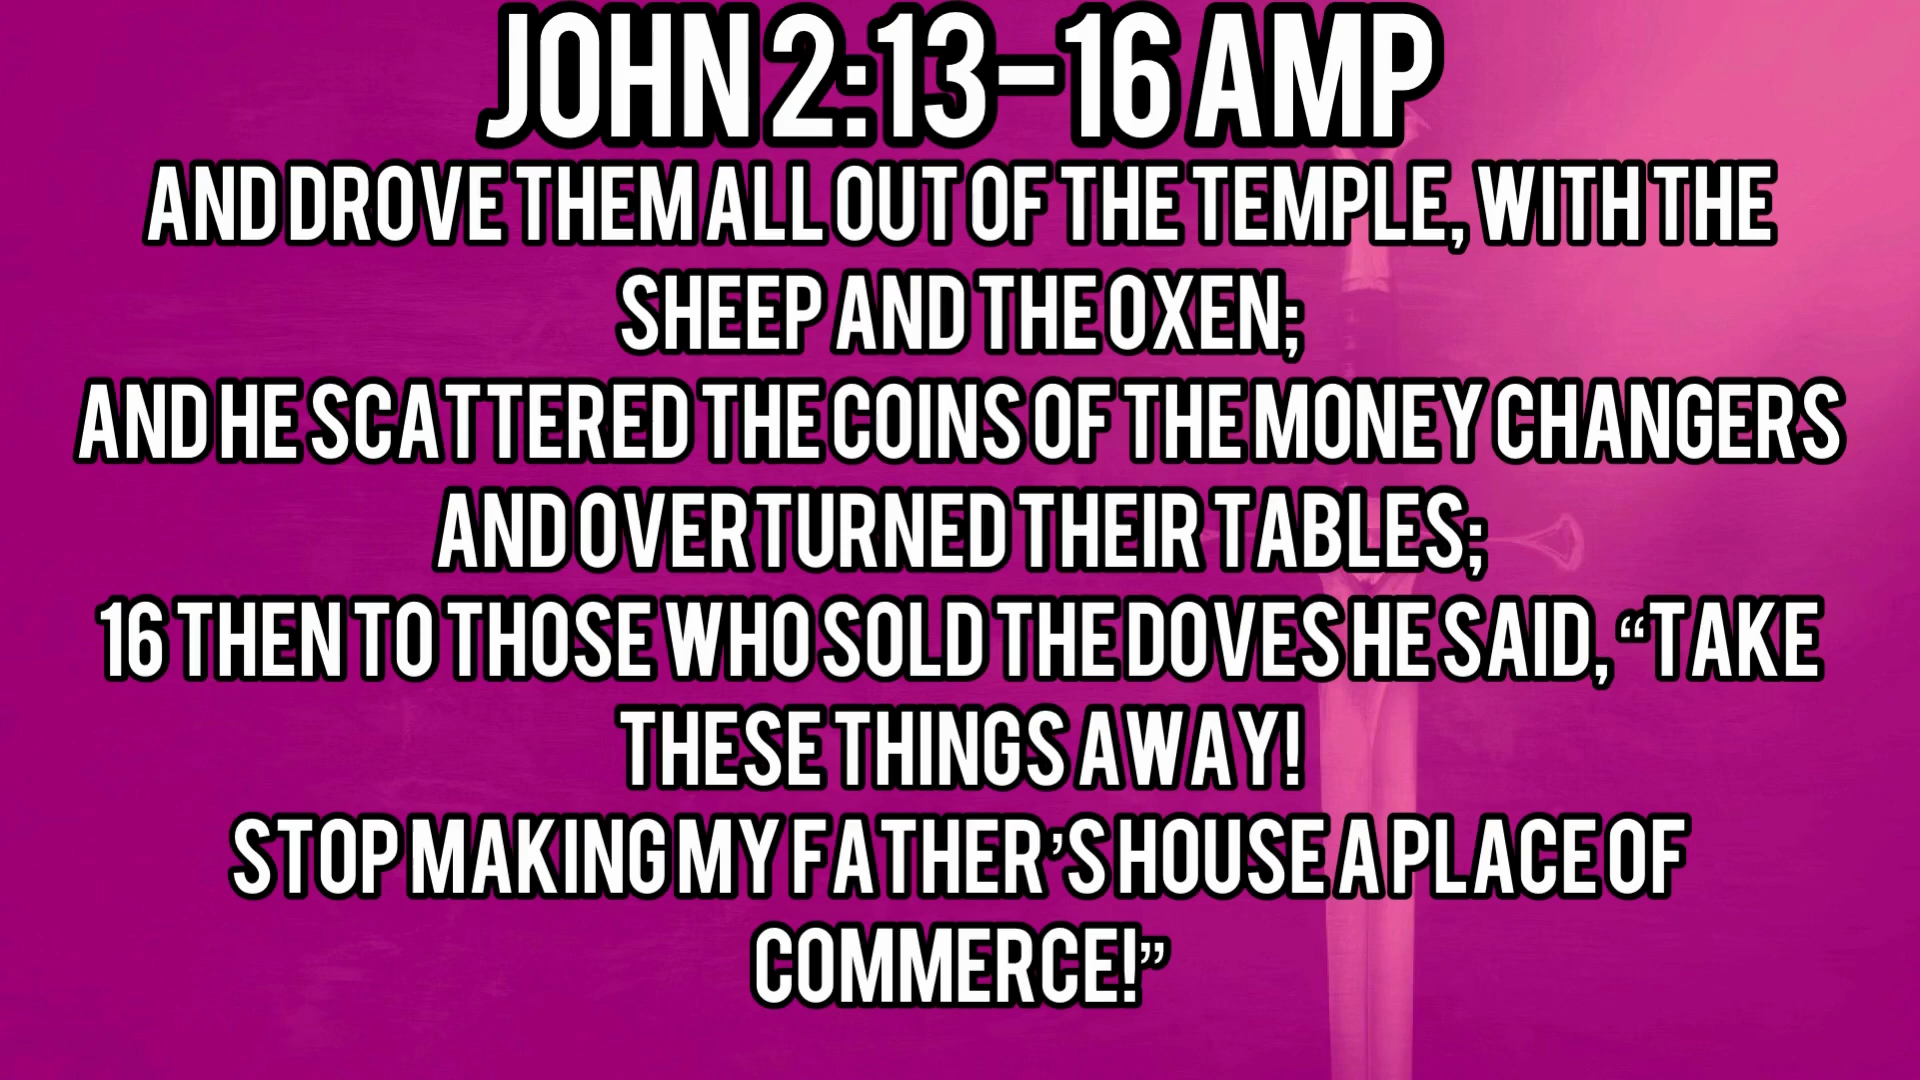 JOHN 2:13-16 AMP
AND DROVE THEM ALL OUT OF THE TEMPLE, WITH THE
SHEEP AND THE OXEN;
AND HE SCATTERED THE COINS OF THE MONEY CHANGERS
AND OVERTURNED THEIR TABLES;
16 THEN TO THOSE WHO SOLD THE DOVES HE SAID, “TAKE
THESE THINGS AWAY!
STOP MAKING MY FATHER’S HOUSE A PLACE OF
COMMERCE!”